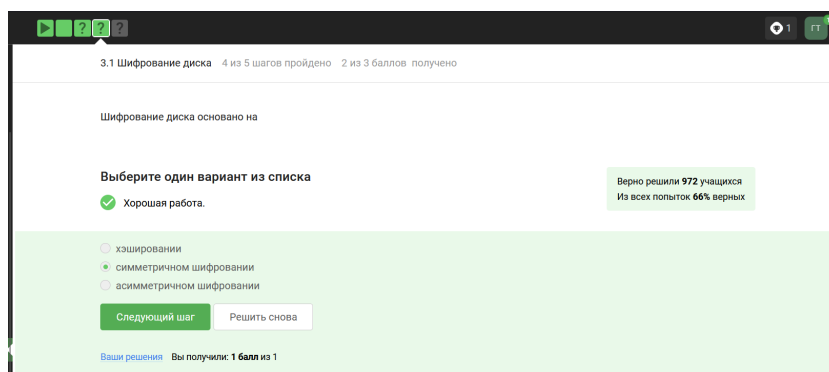 ? ? ?
1
ГТ
3.1 Шифрование диска 4 из 5 шагов пройдено 2 из 3 баллов получено
Шифрование диска основано на
Выберите один вариант из списка
Хорошая работа.
Верно решили 972 учащихся
Из всех попыток 66% верных
хэшировании
симметричном шифровании
асимметричном шифровании
Следующий шаг Решить снова
Ваши решения Вы получили: 1 балл из 1